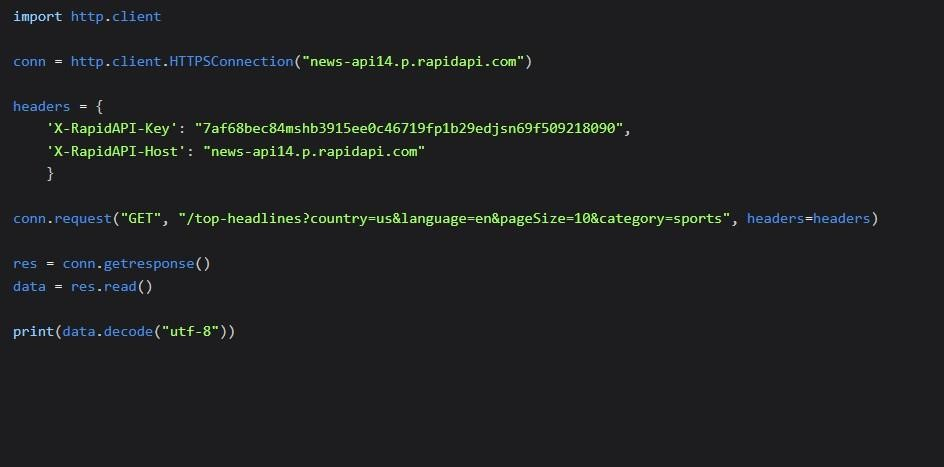 import http.client
conn = http.client.HTTPSConnection("news-api14.p.rapidapi.com")
headers = {
'X-RapidAPI-Key': "7af68bec84mshb3915ee0c46719fp1b29edjsn69f509218090",
'X-RapidAPI-Host': "news-api14.p.rapidapi.com"
}
conn.request("GET", "/top-headlines?country=us&language=en&pageSize=10&category=sports", headers=headers)
res = conn.getresponse()
data = res.read()
print(data.decode("utf-8"))